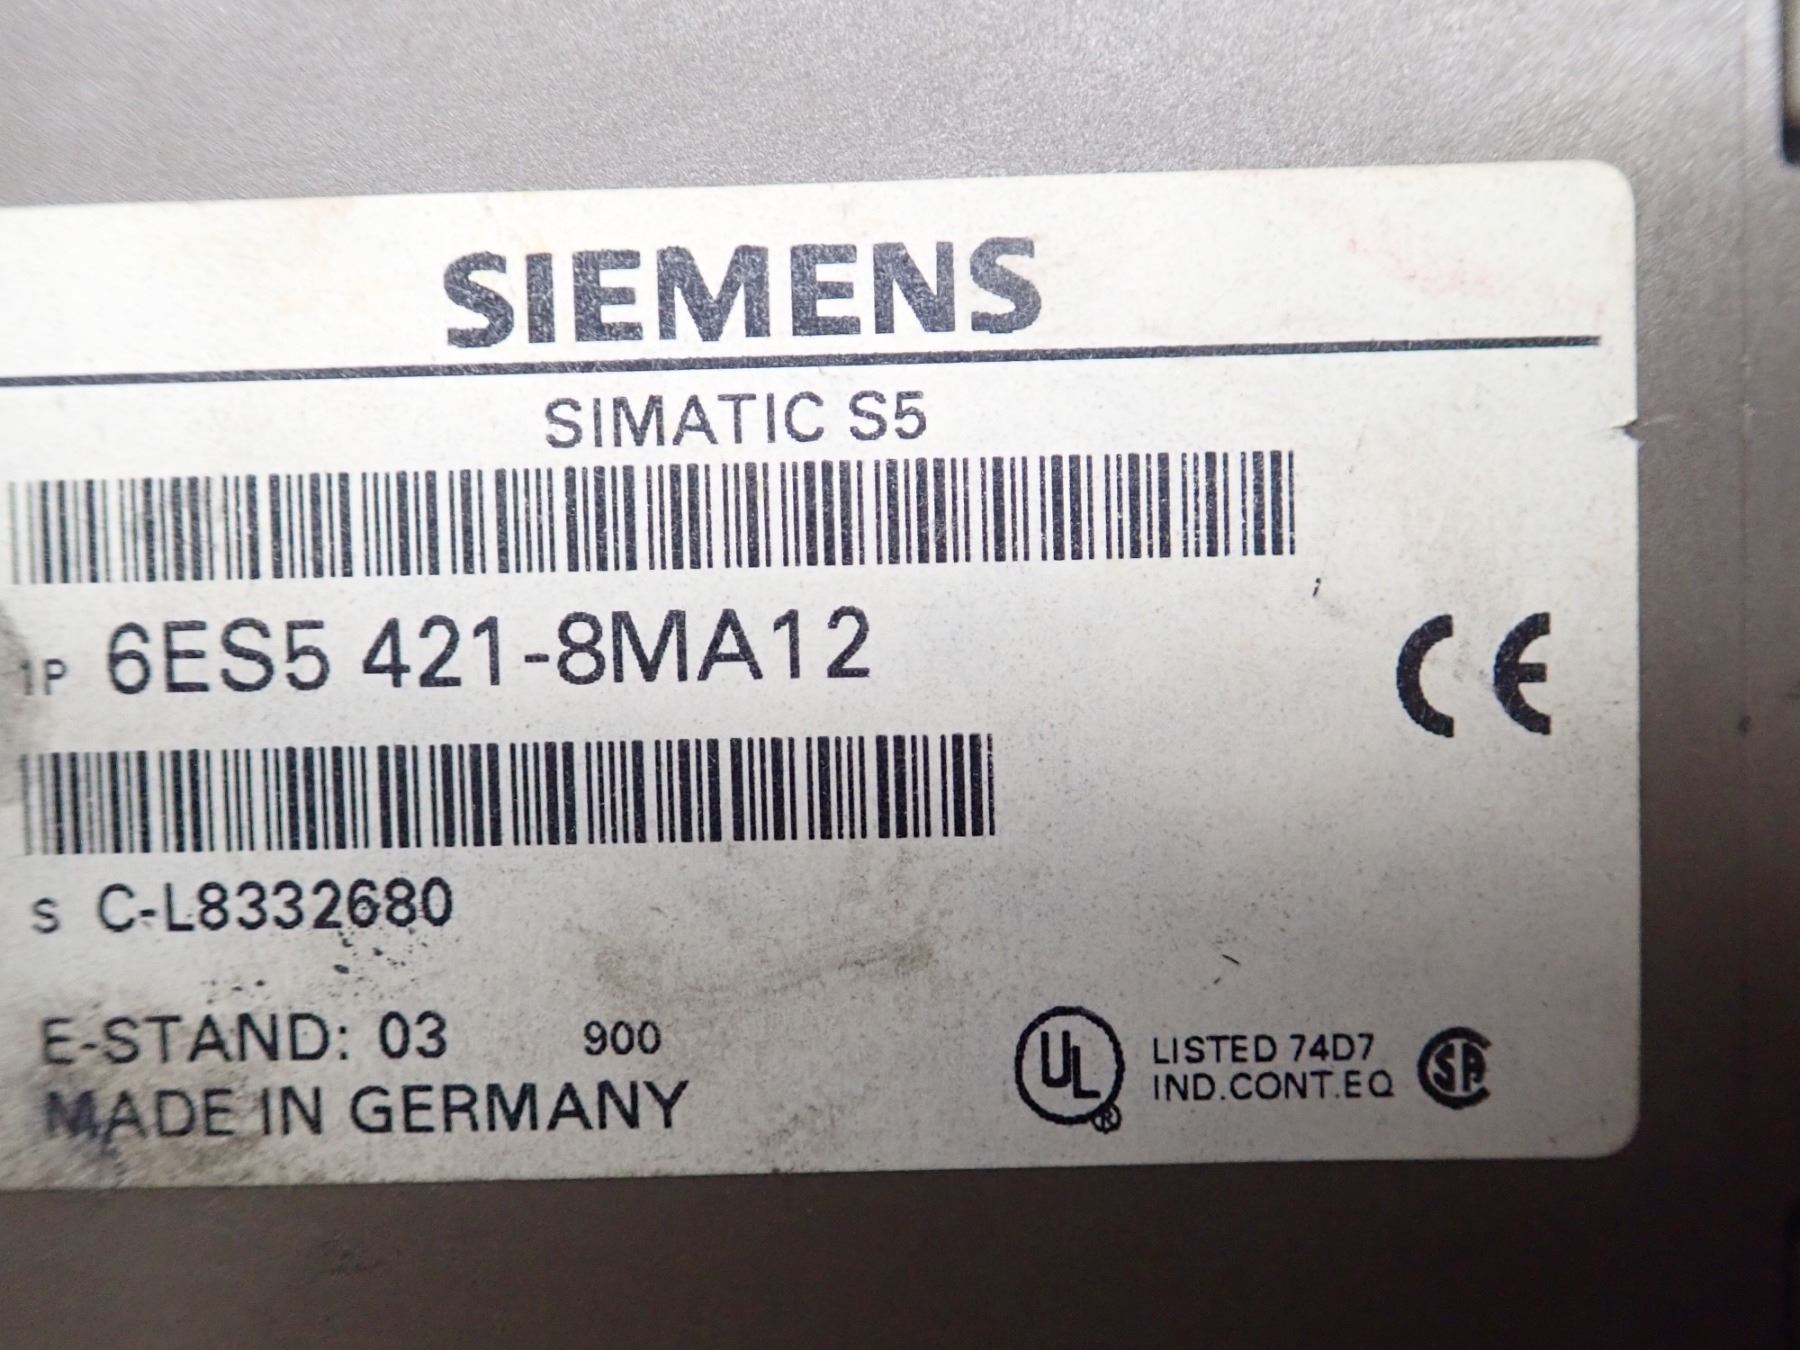 SIEMENS
SIMATIC S5
1P 6ES5 421-8MA12
CE
S C-L8332680
E-STAND: 03 900
MADE IN GERMANY
UL ® LISTED 74D7 SA
IND.CONT.EQ